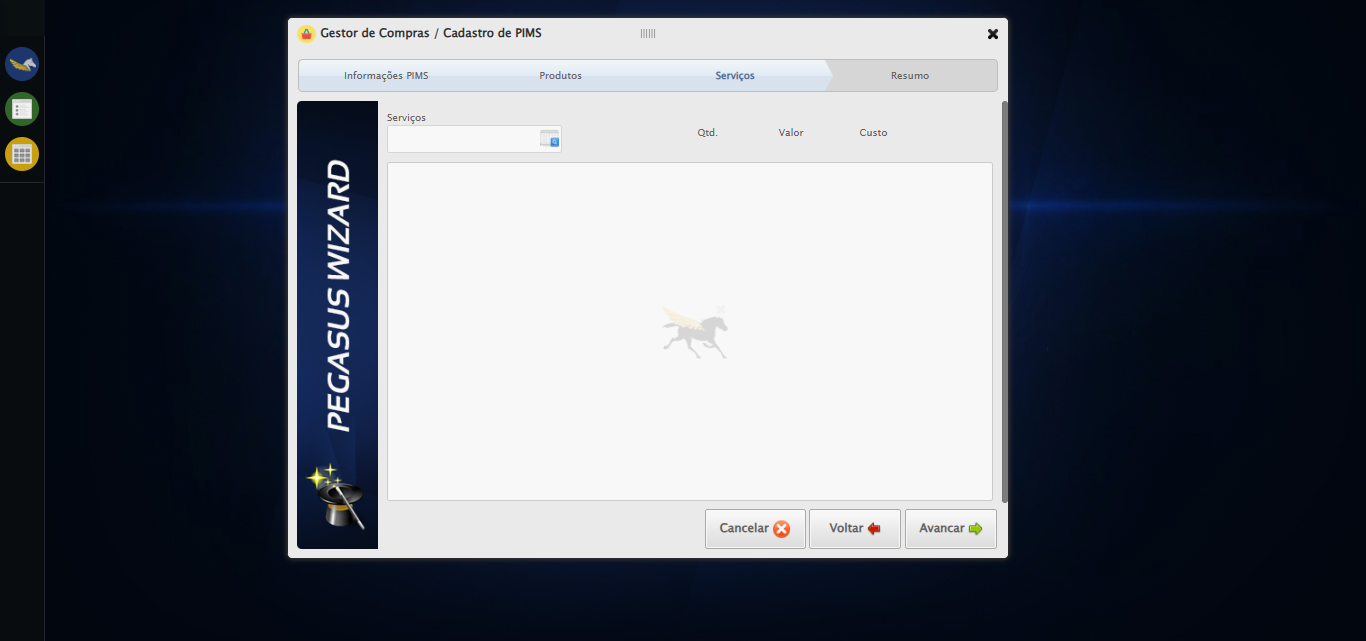 Gestor de Compras / Cadastro de PIMS
Informações PIMS
Produtos
Serviços
Resumo
PEGASUS WIZARD
Serviços
Qtd.
Valor
Custo
Cancelar
Voltar
Avancar